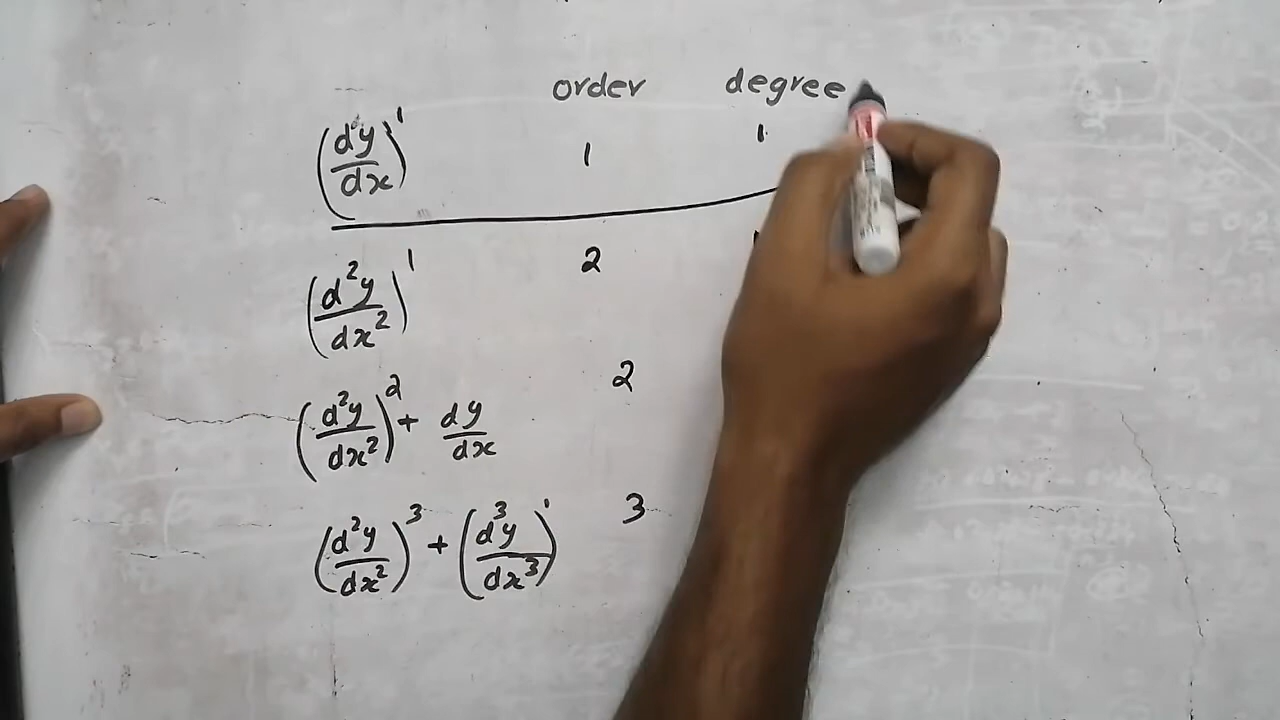 order degree
(dy/dx)¹ 1 1
(d²y/dx²)¹ 2
(d²y/dx²)² + dy/dx 2
(d²y/dx²)³ + (d³y/dx³)¹ 3